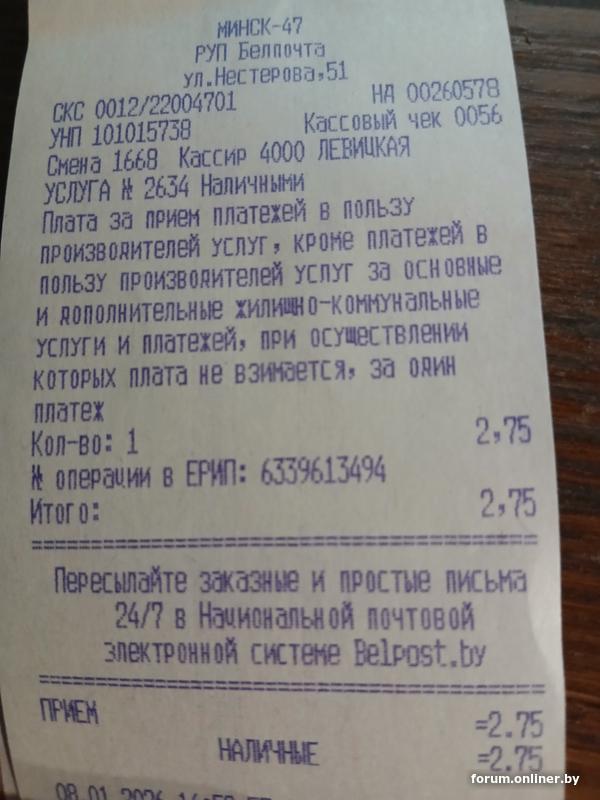 МИНСК-47
РУП Белпочта
ул.Нестерова,51
СКС 0012/22004701 НА 00260578
УНП 101015738 Кассовый чек 0056
Смена 1668 Кассир 4000 ЛЕВИЦКАЯ
УСЛУГА № 2634 Наличными
Плата за прием платежей в пользу
производителей услуг, кроме платежей в
пользу производителей услуг за основные
и дополнительные жилищно-коммунальные
услуги и платежей, при осуществлении
которых плата не взимается, за один
платеж
Кол-во: 1 2,75
№ операции в ЕРИП: 6339613494
Итого: 2,75
Пересылайте заказные и простые письма
24/7 в Национальной почтовой
электронной системе Belpost.by
ПРИЕМ =2.75
НАЛИЧНЫЕ =2.75
08.01.2026
forum.onliner.by